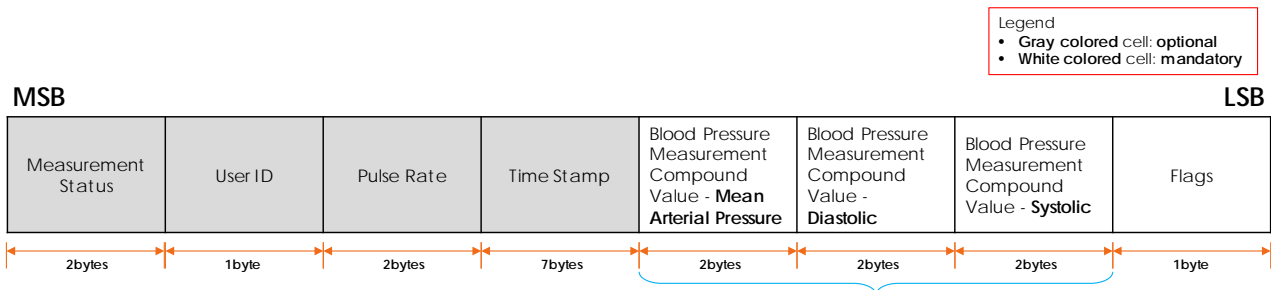 Legend
• Gray colored cell: optional
• White colored cell: mandatory
MSB
LSB
Measurement
Status
User ID
Pulse Rate
Time Stamp
Blood Pressure
Measurement
Compound
Value - Mean
Arterial Pressure
Blood Pressure
Measurement
Compound
Value -
Diastolic
Blood Pressure
Measurement
Compound
Value - Systolic
Flags
2bytes
1byte
2bytes
7bytes
2bytes
2bytes
2bytes
1byte